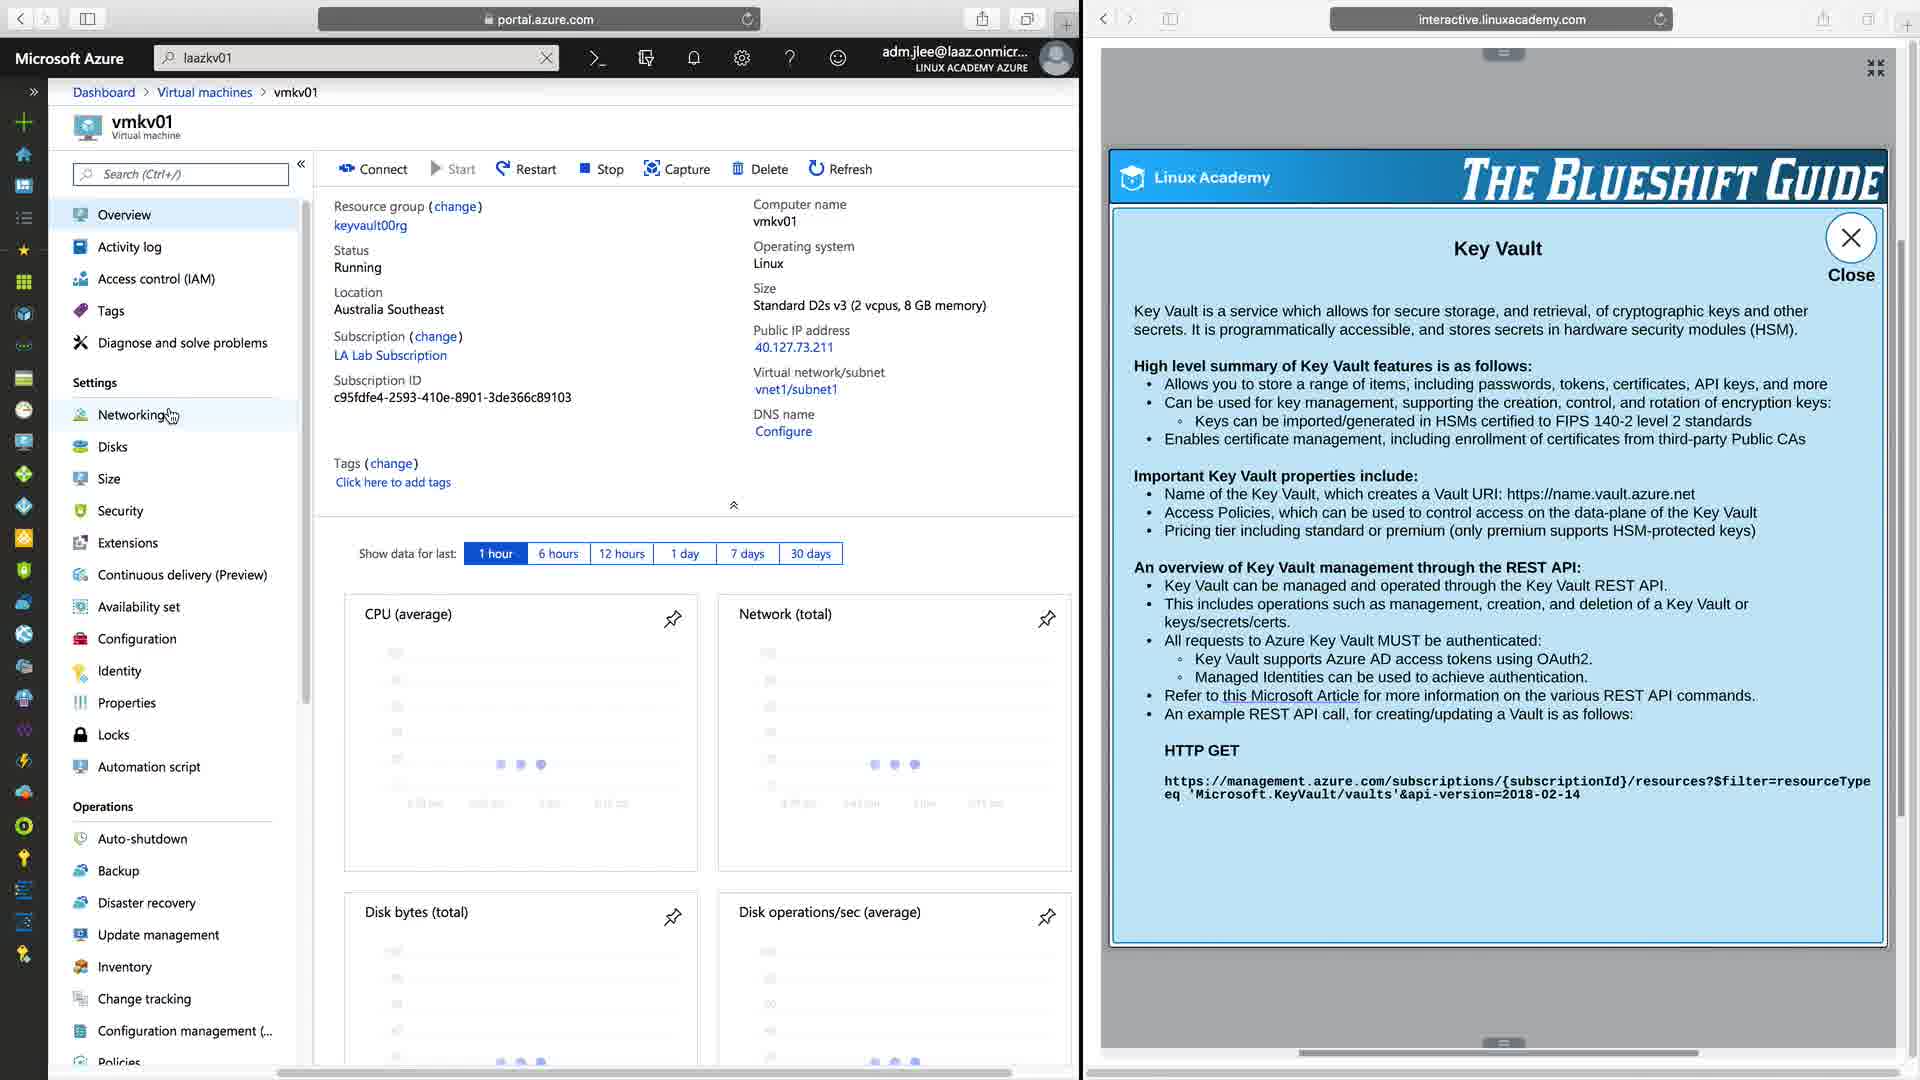 portal.azure.com
Microsoft Azure
laazkv01
adm.jlee@laaz.onmicr...
LINUX ACADEMY AZURE
Dashboard > Virtual machines > vmkv01
vmkv01
Virtual machine
Search (Ctrl+/)
Overview
Activity log
Access control (IAM)
Tags
Diagnose and solve problems
Settings
Networking
Disks
Size
Security
Extensions
Continuous delivery (Preview)
Availability set
Configuration
Identity
Properties
Locks
Automation script
Operations
Auto-shutdown
Backup
Disaster recovery
Update management
Inventory
Change tracking
Configuration management (...
Policies
Connect Start Restart Stop Capture Delete Refresh
Resource group (change)
keyvault00rg
Status
Running
Location
Australia Southeast
Subscription (change)
LA Lab Subscription
Subscription ID
c95fdfe4-2593-410e-8901-3de366c89103
Computer name
vmkv01
Operating system
Linux
Size
Standard D2s v3 (2 vcpus, 8 GB memory)
Public IP address
40.127.73.211
Virtual network/subnet
vnet1/subnet1
DNS name
Configure
Tags (change)
Click here to add tags
Show data for last: 1 hour 6 hours 12 hours 1 day 7 days 30 days
CPU (average)
Network (total)
Disk bytes (total)
Disk operations/sec (average)
interactive.linuxacademy.com
Linux Academy
THE BLUESHIFT GUIDE
Key Vault
Close
Key Vault is a service which allows for secure storage, and retrieval, of cryptographic keys and other
secrets. It is programmatically accessible, and stores secrets in hardware security modules (HSM).
High level summary of Key Vault features is as follows:
• Allows you to store a range of items, including passwords, tokens, certificates, API keys, and more
• Can be used for key management, supporting the creation, control, and rotation of encryption keys:
◦ Keys can be imported/generated in HSMs certified to FIPS 140-2 level 2 standards
• Enables certificate management, including enrollment of certificates from third-party Public CAs
Important Key Vault properties include:
• Name of the Key Vault, which creates a Vault URI: https://name.vault.azure.net
• Access Policies, which can be used to control access on the data-plane of the Key Vault
• Pricing tier including standard or premium (only premium supports HSM-protected keys)
An overview of Key Vault management through the REST API:
• Key Vault can be managed and operated through the Key Vault REST API.
• This includes operations such as management, creation, and deletion of a Key Vault or
keys/secrets/certs.
• All requests to Azure Key Vault MUST be authenticated:
◦ Key Vault supports Azure AD access tokens using OAuth2.
◦ Managed Identities can be used to achieve authentication.
• Refer to this Microsoft Article for more information on the various REST API commands.
• An example REST API call, for creating/updating a Vault is as follows:
HTTP GET
https://management.azure.com/subscriptions/{subscriptionId}/resources?$filter=resourceType
eq 'Microsoft.KeyVault/vaults'&api-version=2018-02-14